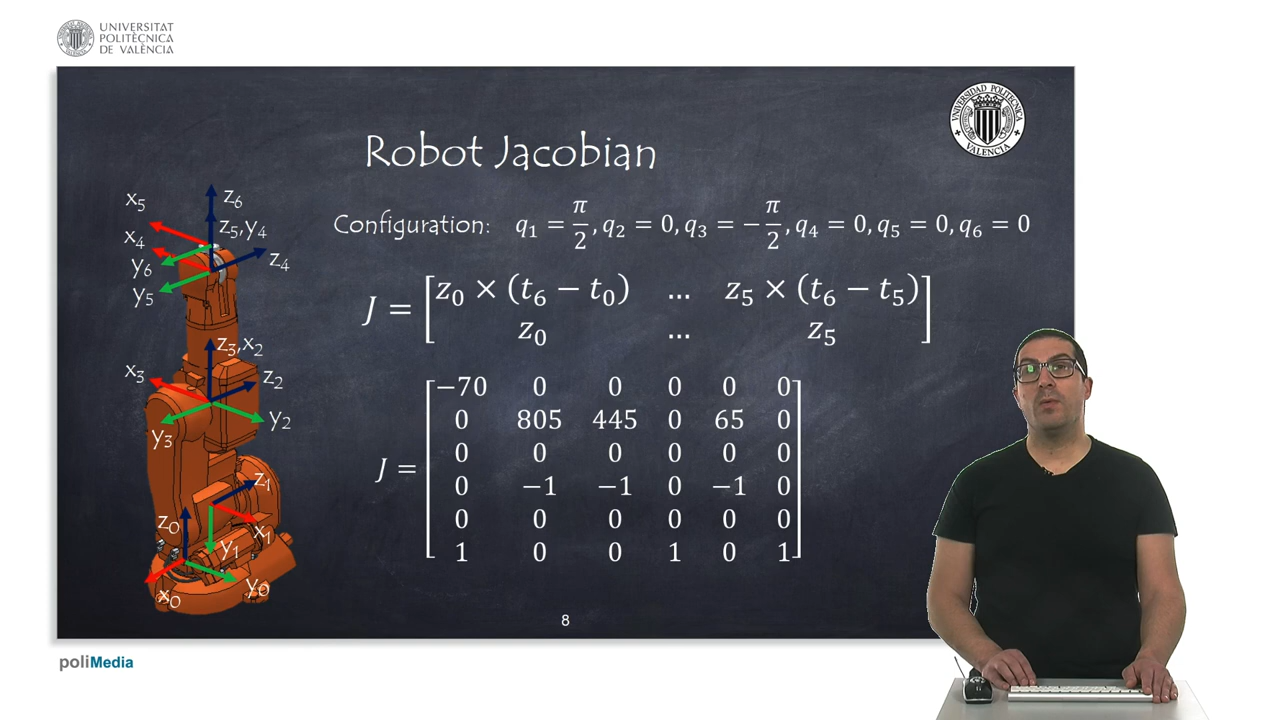 UNIVERSITAT
POLITÈCNICA
DE VALÈNCIA
UNIVERSIDAD POLITECNICA
VALENCIA
Robot Jacobian
Configuration: q₁ = π/2, q₂ = 0, q₃ = −π/2, q₄ = 0, q₅ = 0, q₆ = 0
J = [z₀ × (t₆ − t₀) ... z₅ × (t₆ − t₅)
z₀ ... z₅]
J =
−70 0 0 0 0 0
0 805 445 0 65 0
0 0 0 0 0 0
0 −1 −1 0 −1 0
0 0 0 0 0 0
1 0 0 1 0 1
z₆
x₅
z₅,y₄
x₄
z₄
y₆
y₅
z₃,x₂
x₃
z₂
y₂
y₃
z₁
z₀
x₁
y₁
y₀
x₀
8
poliMedia